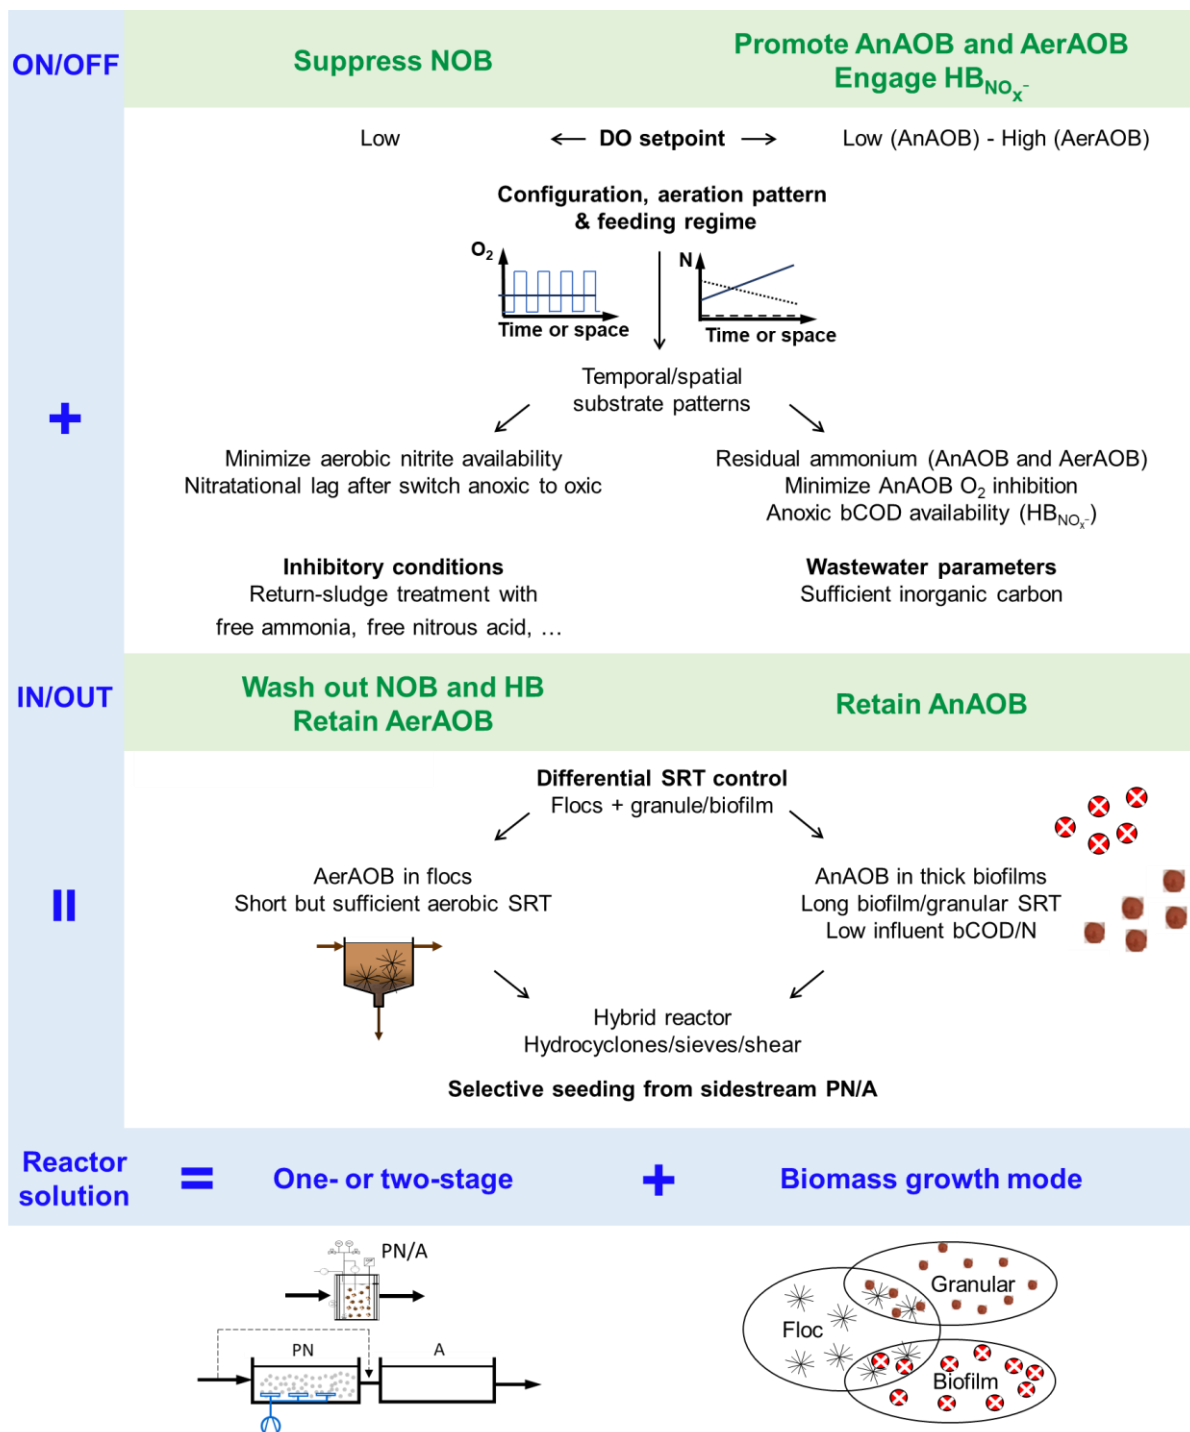 ON/OFF
Suppress NOB
Promote AnAOB and AerAOB
Engage HB_NOx⁻
Low
← DO setpoint →
Low (AnAOB) - High (AerAOB)
Configuration, aeration pattern
& feeding regime
O₂
Time or space
N
Time or space
Temporal/spatial
substrate patterns
+
Minimize aerobic nitrite availability
Nitratational lag after switch anoxic to oxic
Residual ammonium (AnAOB and AerAOB)
Minimize AnAOB O₂ inhibition
Anoxic bCOD availability (HB_NOx⁻)
Inhibitory conditions
Return-sludge treatment with
free ammonia, free nitrous acid, …
Wastewater parameters
Sufficient inorganic carbon
IN/OUT
Wash out NOB and HB
Retain AerAOB
Retain AnAOB
Differential SRT control
Flocs + granule/biofilm
AerAOB in flocs
Short but sufficient aerobic SRT
AnAOB in thick biofilms
Long biofilm/granular SRT
Low influent bCOD/N
Hybrid reactor
Hydrocyclones/sieves/shear
Selective seeding from sidestream PN/A
Reactor
solution
=
One- or two-stage
+
Biomass growth mode
PN/A
PN
A
Granular
Floc
Biofilm